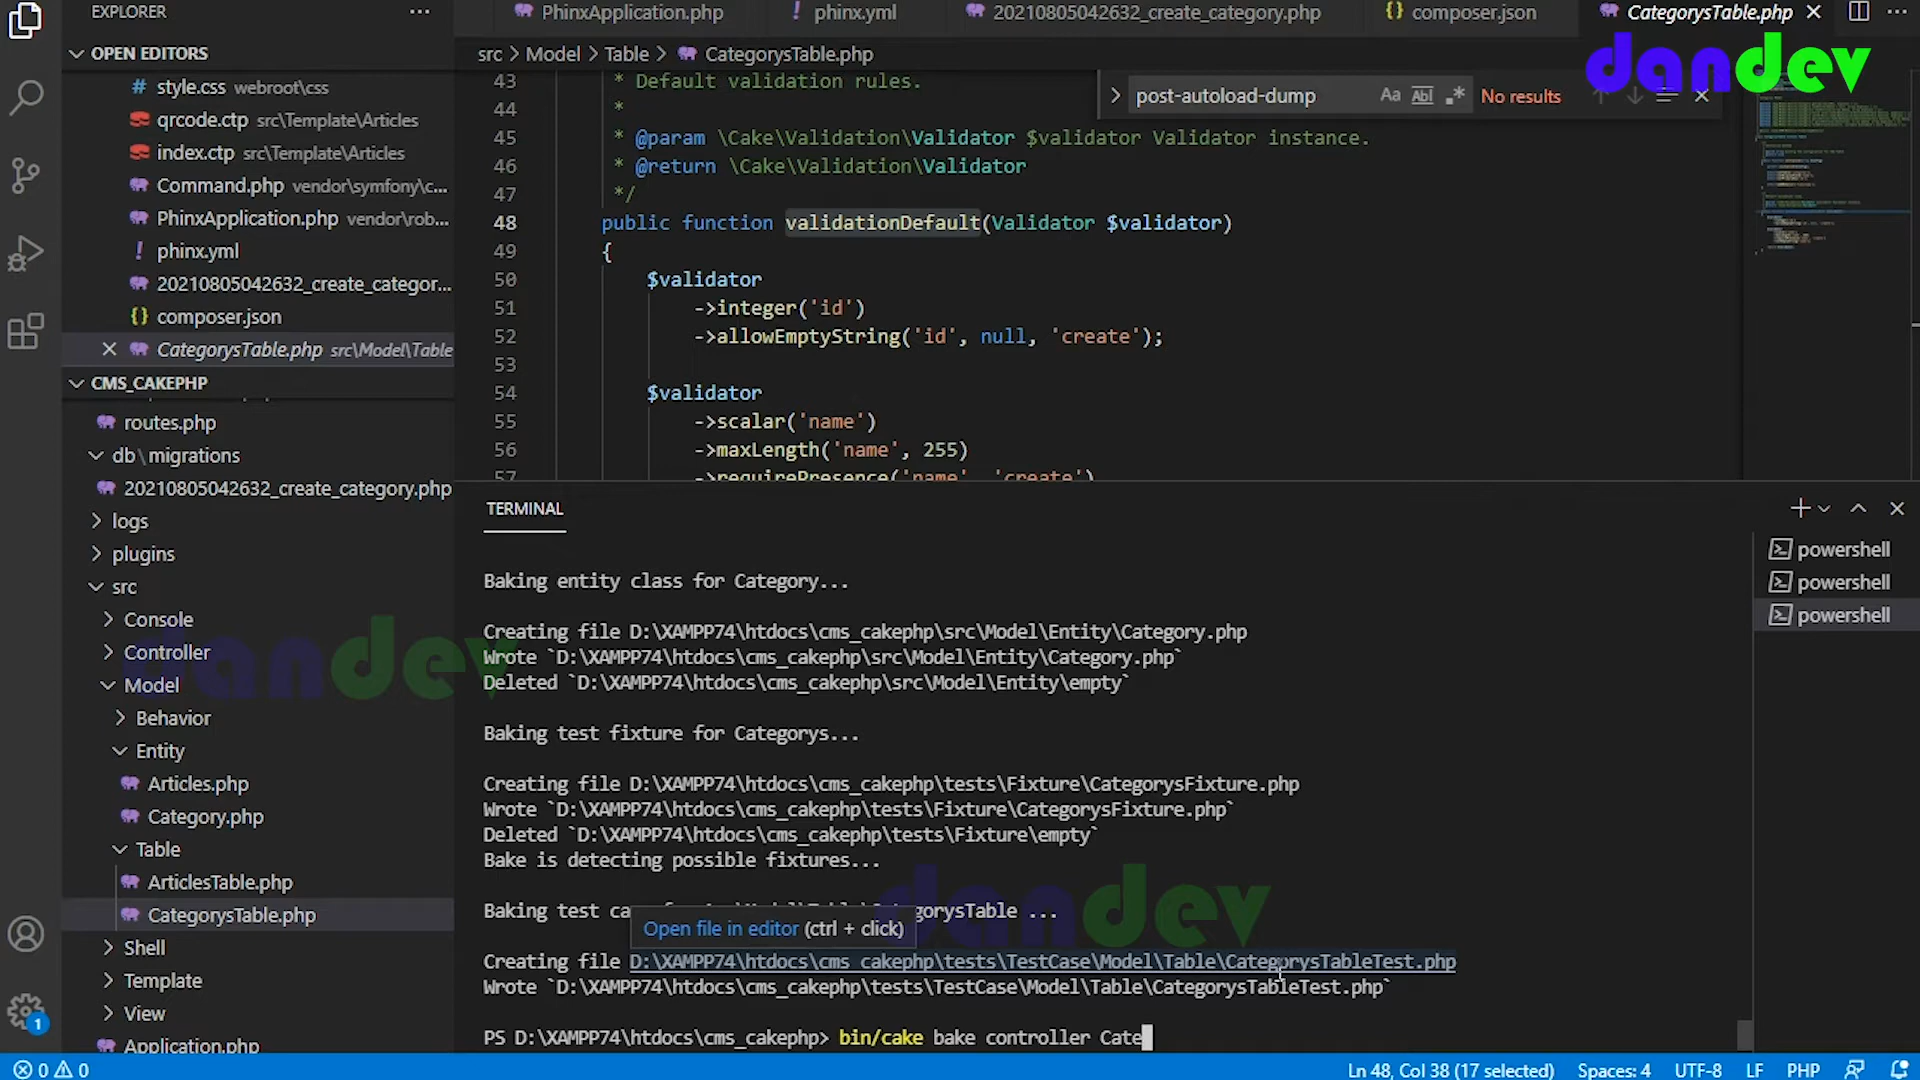 EXPLORER
OPEN EDITORS
style.css webroot\css
qrcode.ctp src\Template\Articles
index.ctp src\Template\Articles
Command.php vendor\symfony\c...
PhinxApplication.php vendor\rob...
phinx.yml
20210805042632_create_categor...
composer.json
CategorysTable.php src\Model\Table
CMS_CAKEPHP
routes.php
db\migrations
20210805042632_create_category.php
logs
plugins
src
Console
Controller
Model
Behavior
Entity
Articles.php
Category.php
Table
ArticlesTable.php
CategorysTable.php
Shell
Template
View
Application.php
PhinxApplication.php phinx.yml 20210805042632_create_category.php composer.json CategorysTable.php
src > Model > Table > CategorysTable.php
dandev
post-autoload-dump Aa Abl .* No results
43 * Default validation rules.
44 *
45 * @param \Cake\Validation\Validator $validator Validator instance.
46 * @return \Cake\Validation\Validator
47 */
48 public function validationDefault(Validator $validator)
49 {
50 $validator
51 ->integer('id')
52 ->allowEmptyString('id', null, 'create');
53
54 $validator
55 ->scalar('name')
56 ->maxLength('name', 255)
57 ->requirePresence('name', 'create')
TERMINAL
powershell
powershell
powershell
Baking entity class for Category...
Creating file D:\XAMPP74\htdocs\cms_cakephp\src\Model\Entity\Category.php
Wrote `D:\XAMPP74\htdocs\cms_cakephp\src\Model\Entity\Category.php`
Deleted `D:\XAMPP74\htdocs\cms_cakephp\src\Model\Entity\empty`
dandev
Baking test fixture for Categorys...
Creating file D:\XAMPP74\htdocs\cms_cakephp\tests\Fixture\CategorysFixture.php
Wrote `D:\XAMPP74\htdocs\cms_cakephp\tests\Fixture\CategorysFixture.php`
Deleted `D:\XAMPP74\htdocs\cms_cakephp\tests\Fixture\empty`
Bake is detecting possible fixtures...
dandev
Baking test ca gorysTable ...
Open file in editor (ctrl + click)
Creating file D:\XAMPP74\htdocs\cms_cakephp\tests\TestCase\Model\Table\CategorysTableTest.php
Wrote `D:\XAMPP74\htdocs\cms_cakephp\tests\TestCase\Model\Table\CategorysTableTest.php`
PS D:\XAMPP74\htdocs\cms_cakephp> bin/cake bake controller Cate
1
0 0 Ln 48, Col 38 (17 selected) Spaces: 4 UTF-8 LF PHP